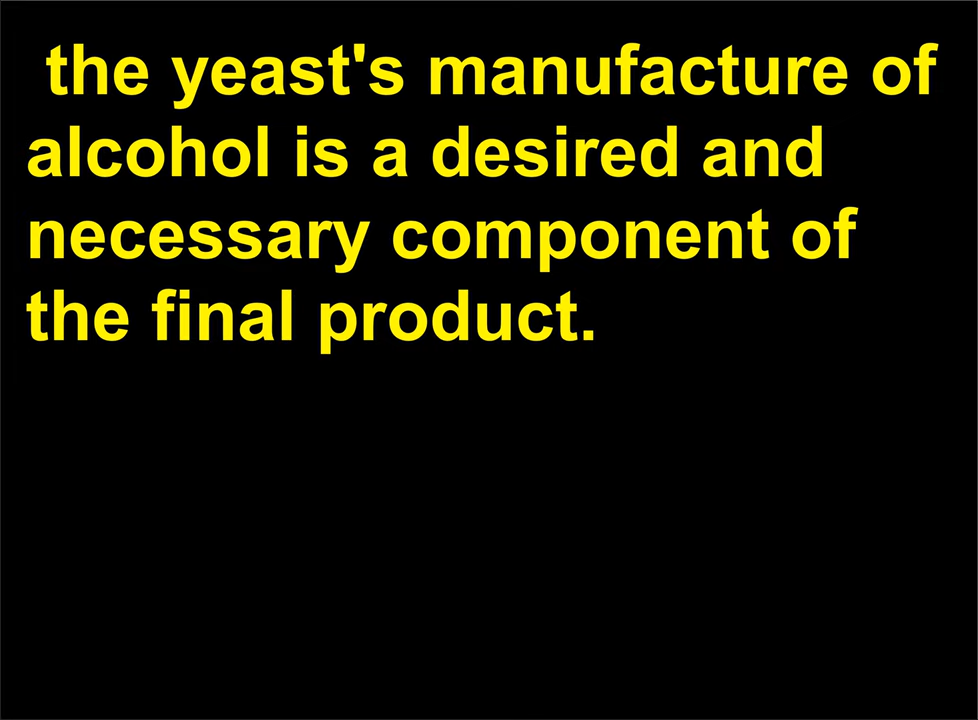 the yeast's manufacture of
alcohol is a desired and
necessary component of
the final product.